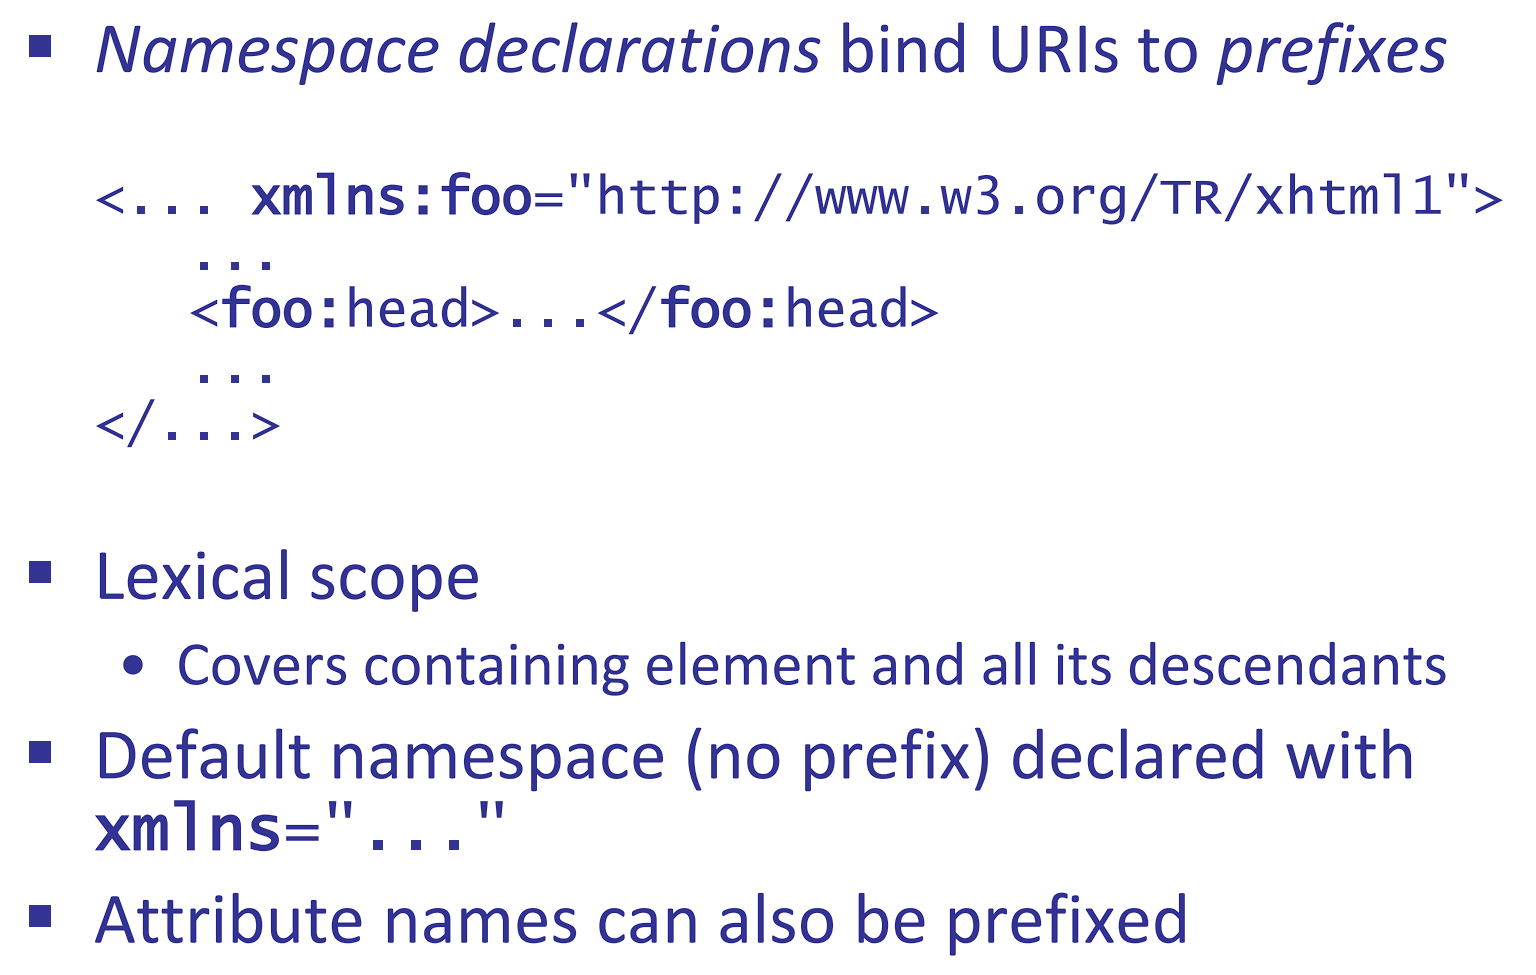 ▪ Namespace declarations bind URIs to prefixes
<... xmlns:foo="http://www.w3.org/TR/xhtml1">
...
<foo:head>...</foo:head>
...
</...>
▪ Lexical scope
• Covers containing element and all its descendants
▪ Default namespace (no prefix) declared with
xmlns="..."
▪ Attribute names can also be prefixed